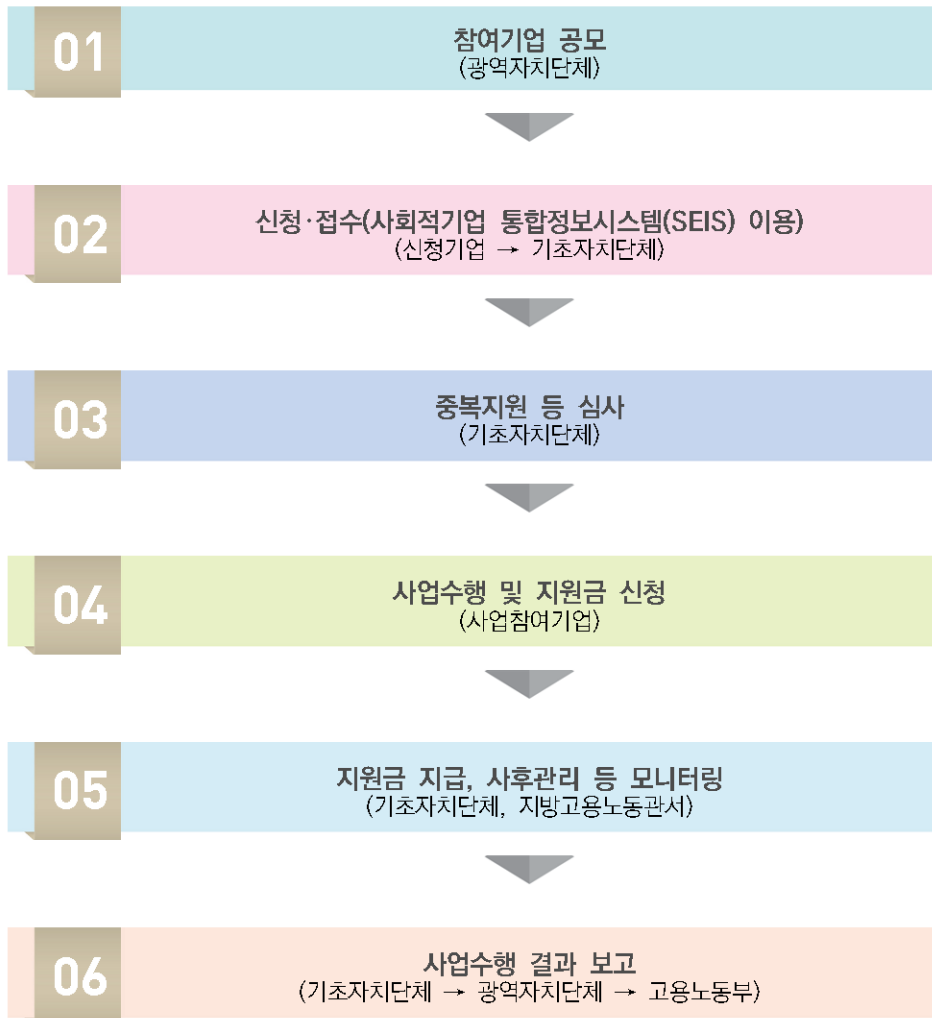 01
참여기업 공모
(광역자치단체)
02
신청·접수(사회적기업 통합정보시스템(SEIS) 이용)
(신청기업 → 기초자치단체)
03
중복지원 등 심사
(기초자치단체)
04
사업수행 및 지원금 신청
(사업참여기업)
05
지원금 지급, 사후관리 등 모니터링
(기초자치단체, 지방고용노동관서)
06
사업수행 결과 보고
(기초자치단체 → 광역자치단체 → 고용노동부)